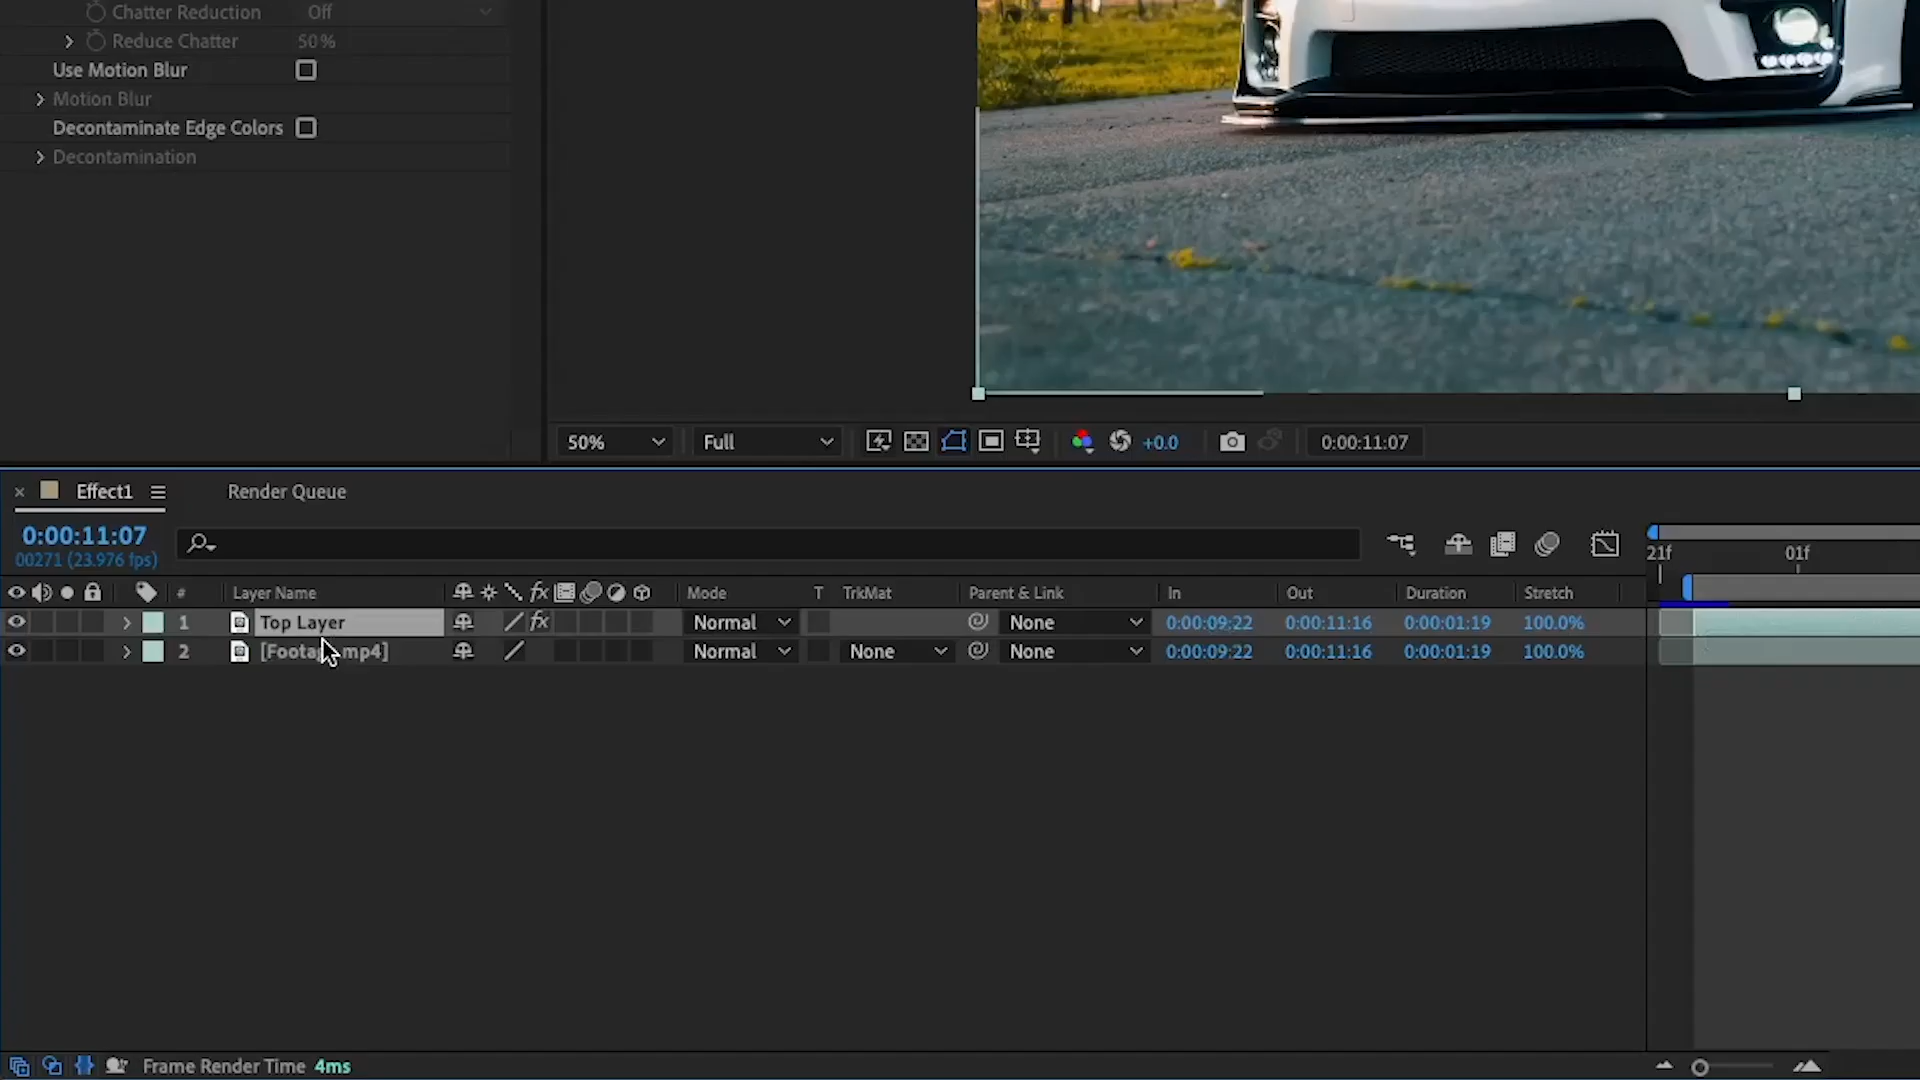 Chatter Reduction Off
Reduce Chatter 50%
Use Motion Blur
Motion Blur
Decontaminate Edge Colors
Decontamination
50% Full +0.0 0:00:11:07
Effect1 Render Queue
0:00:11:07
00271 (23.976 fps)
21f 01f
# Layer Name fx Mode T TrkMat Parent & Link In Out Duration Stretch
1 Top Layer fx Normal None 0:00:09:22 0:00:11:16 0:00:01:19 100.0%
2 [Footage.mp4] Normal None None 0:00:09:22 0:00:11:16 0:00:01:19 100.0%
Frame Render Time 4ms